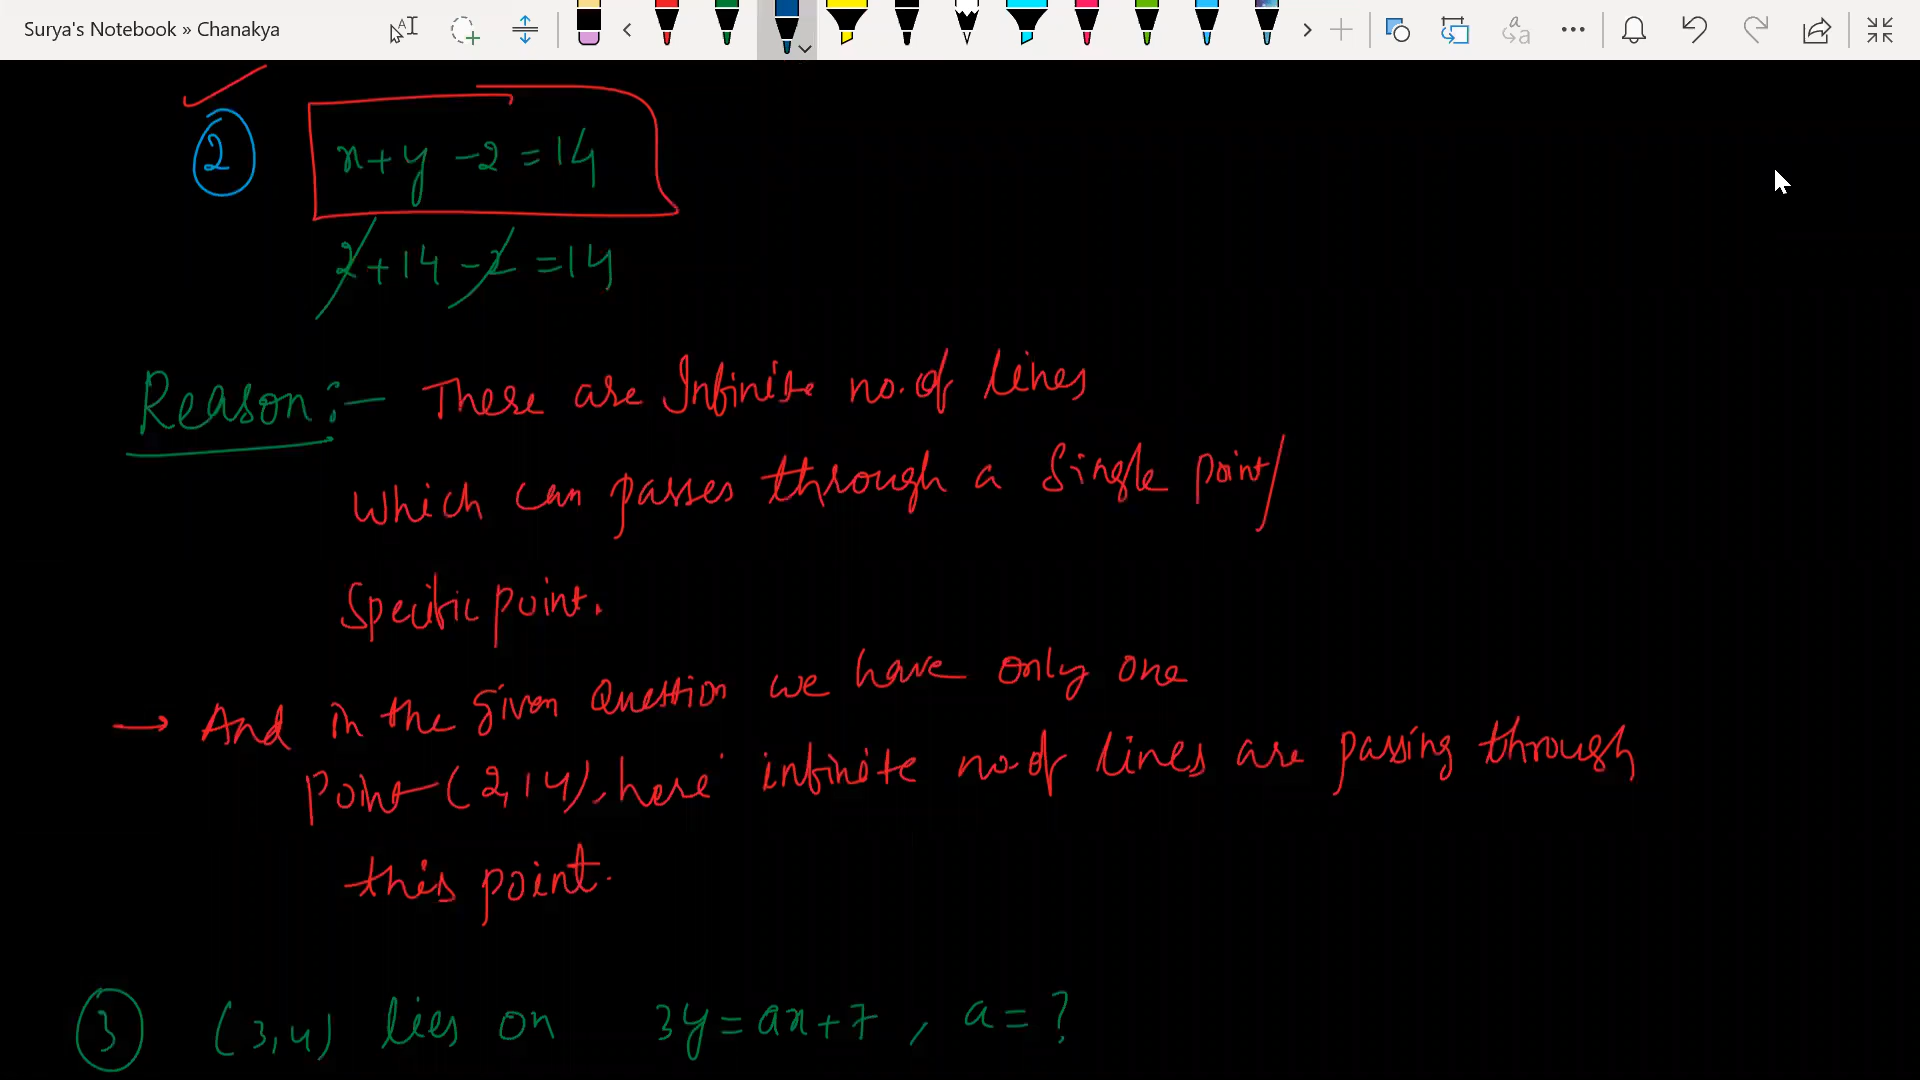 Surya's Notebook » Chanakya
② x+y-2=14
2+14-2=14
Reason:- There are Infinite no. of lines
which can passes through a Single point/
Specific point.
→ And in the given Question we have only one
point (2,14), here infinite no. of lines are passing through
this point.
③ (3,4) lies on 3y=ax+7, a=?